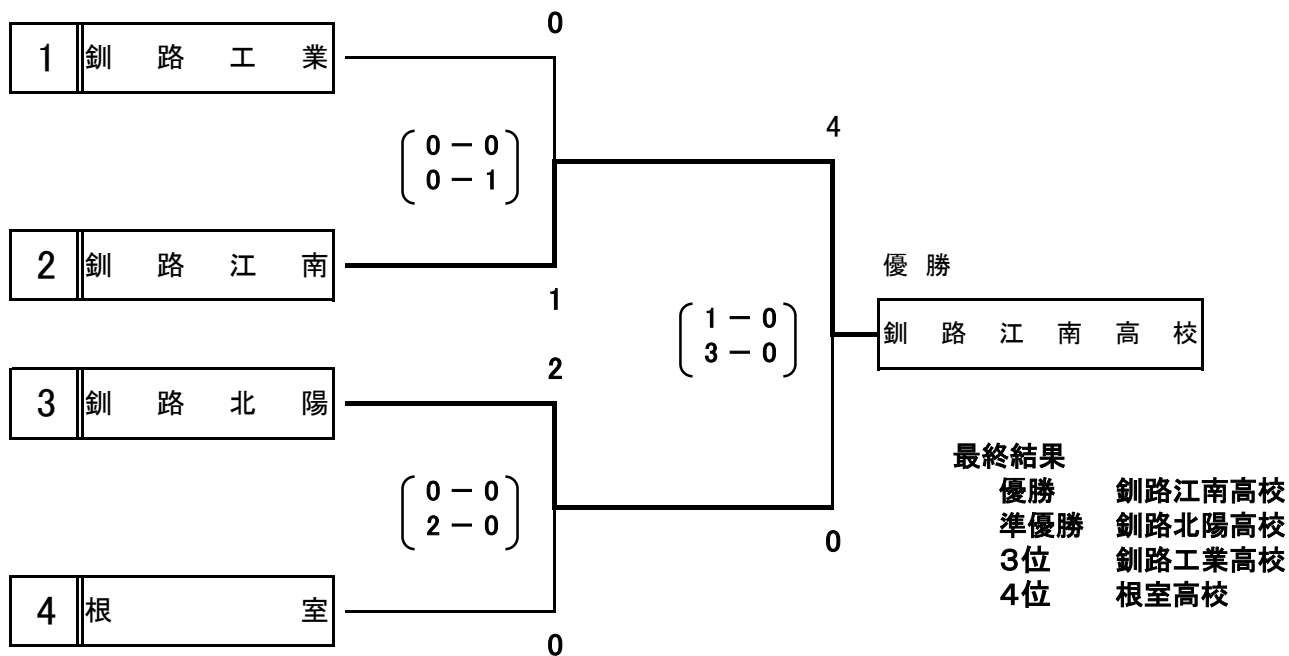 0
1 釧路工業
4
0 − 0
0 − 1
2 釧路江南
優勝
1
1 − 0
3 − 0
釧路江南高校
2
3 釧路北陽
最終結果
優勝 釧路江南高校
0 − 0
2 − 0
準優勝 釧路北陽高校
0
3位 釧路工業高校
4位 根室高校
4 根室
0